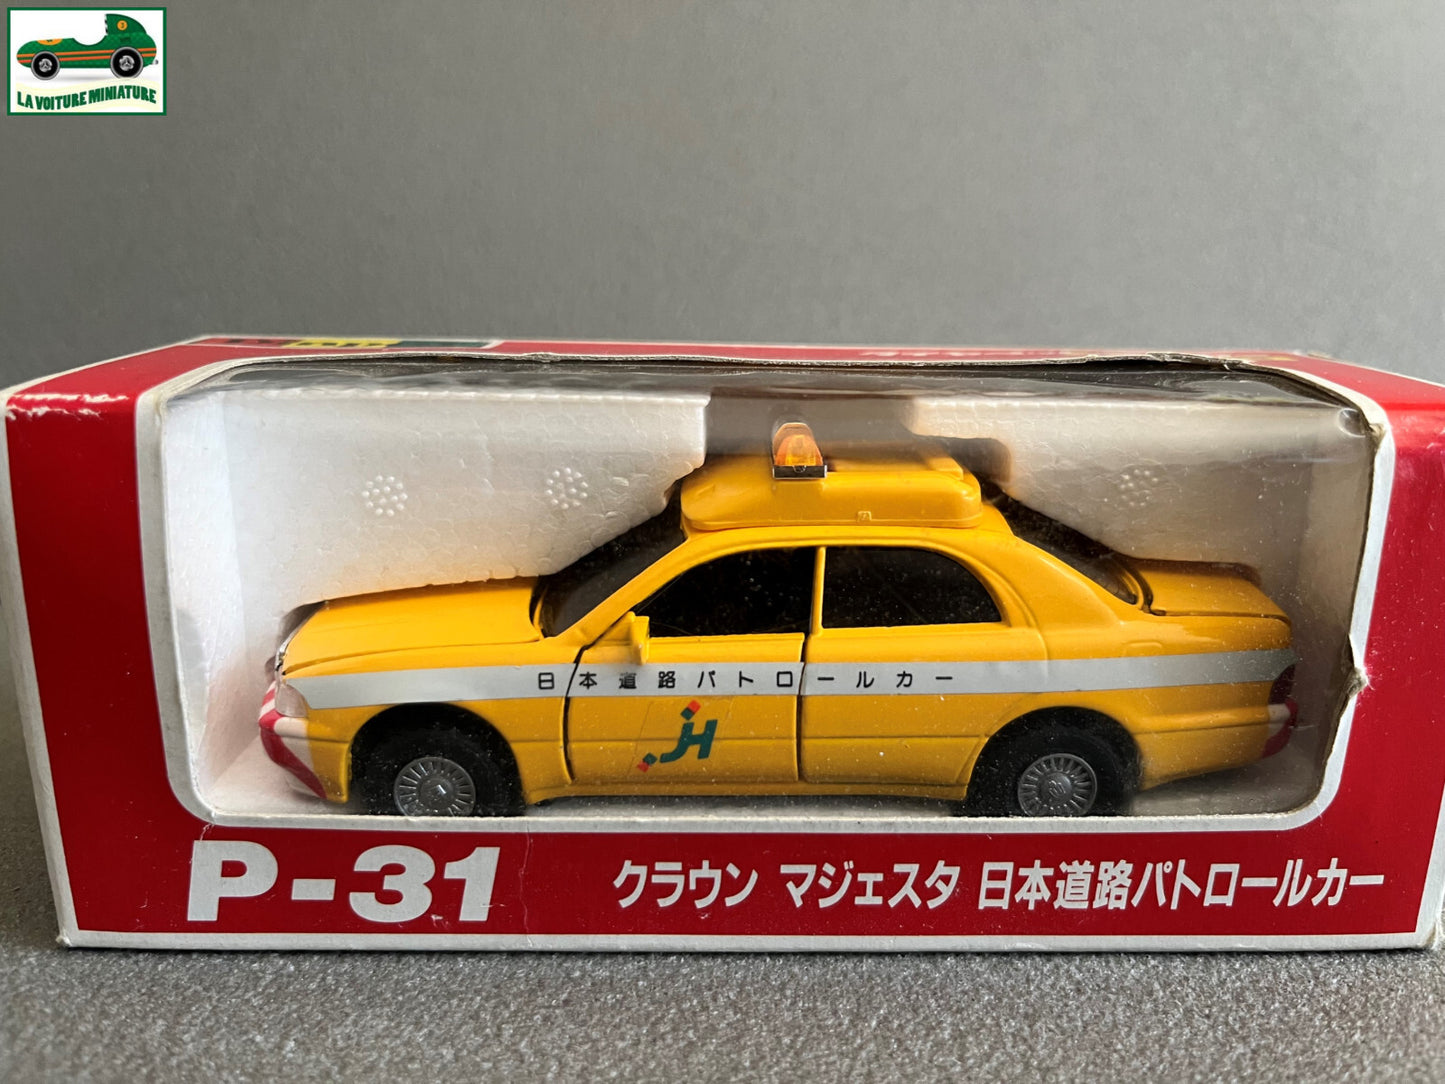 3
LA VOITURE MINIATURE
日本道路パトロールカー
JH
P-31
クラウン マジェスタ 日本道路パトロールカー